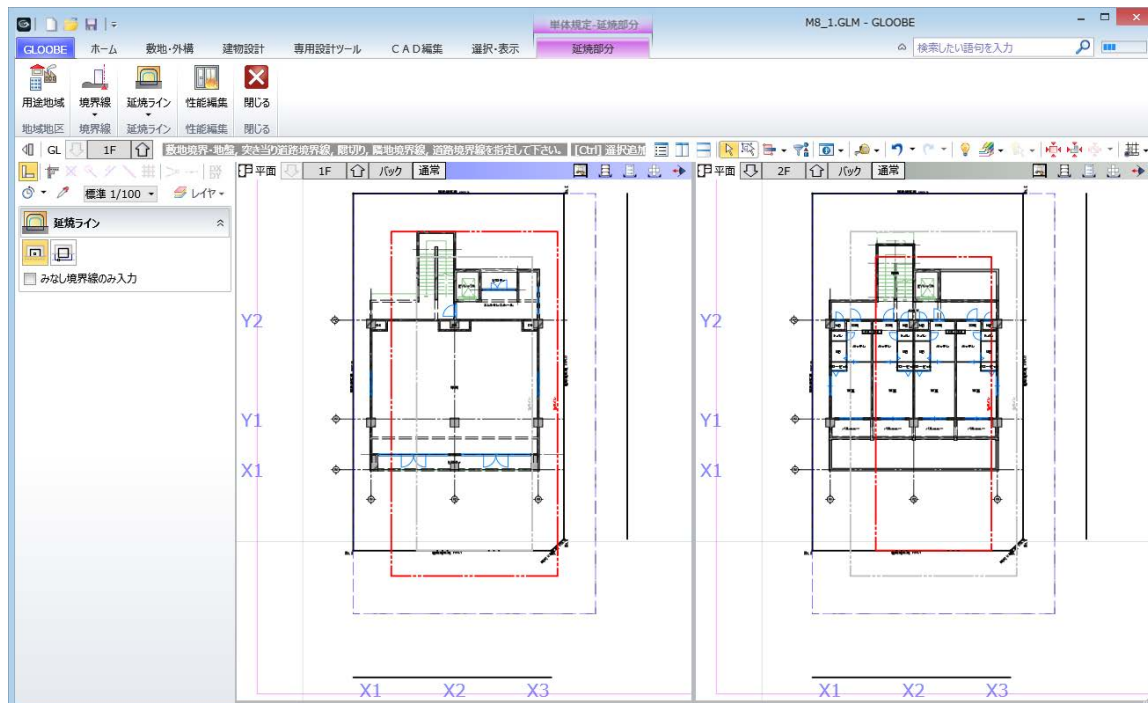 単体規定-延焼部分
M8_1.GLM - GLOOBE
GLOOBE ホーム 敷地・外構 建物設計 専用設計ツール CAD編集 選択・表示 延焼部分
検索したい語句を入力
用途地域 境界線 延焼ライン 性能編集 閉じる
地域地区 境界線 延焼ライン 性能編集 閉じる
GL 1F 敷地境界-地盤, 突き当り道路境界線, 隅切り, 隣地境界線, 道路境界線を指定して下さい。 [Ctrl] 選択追加
標準 1/100 レイヤ
延焼ライン
みなし境界線のみ入力
平面 1F バック 通常
Y2
Y1
X1
X1 X2 X3
平面 2F バック 通常
Y2
Y1
X1
X1 X2 X3